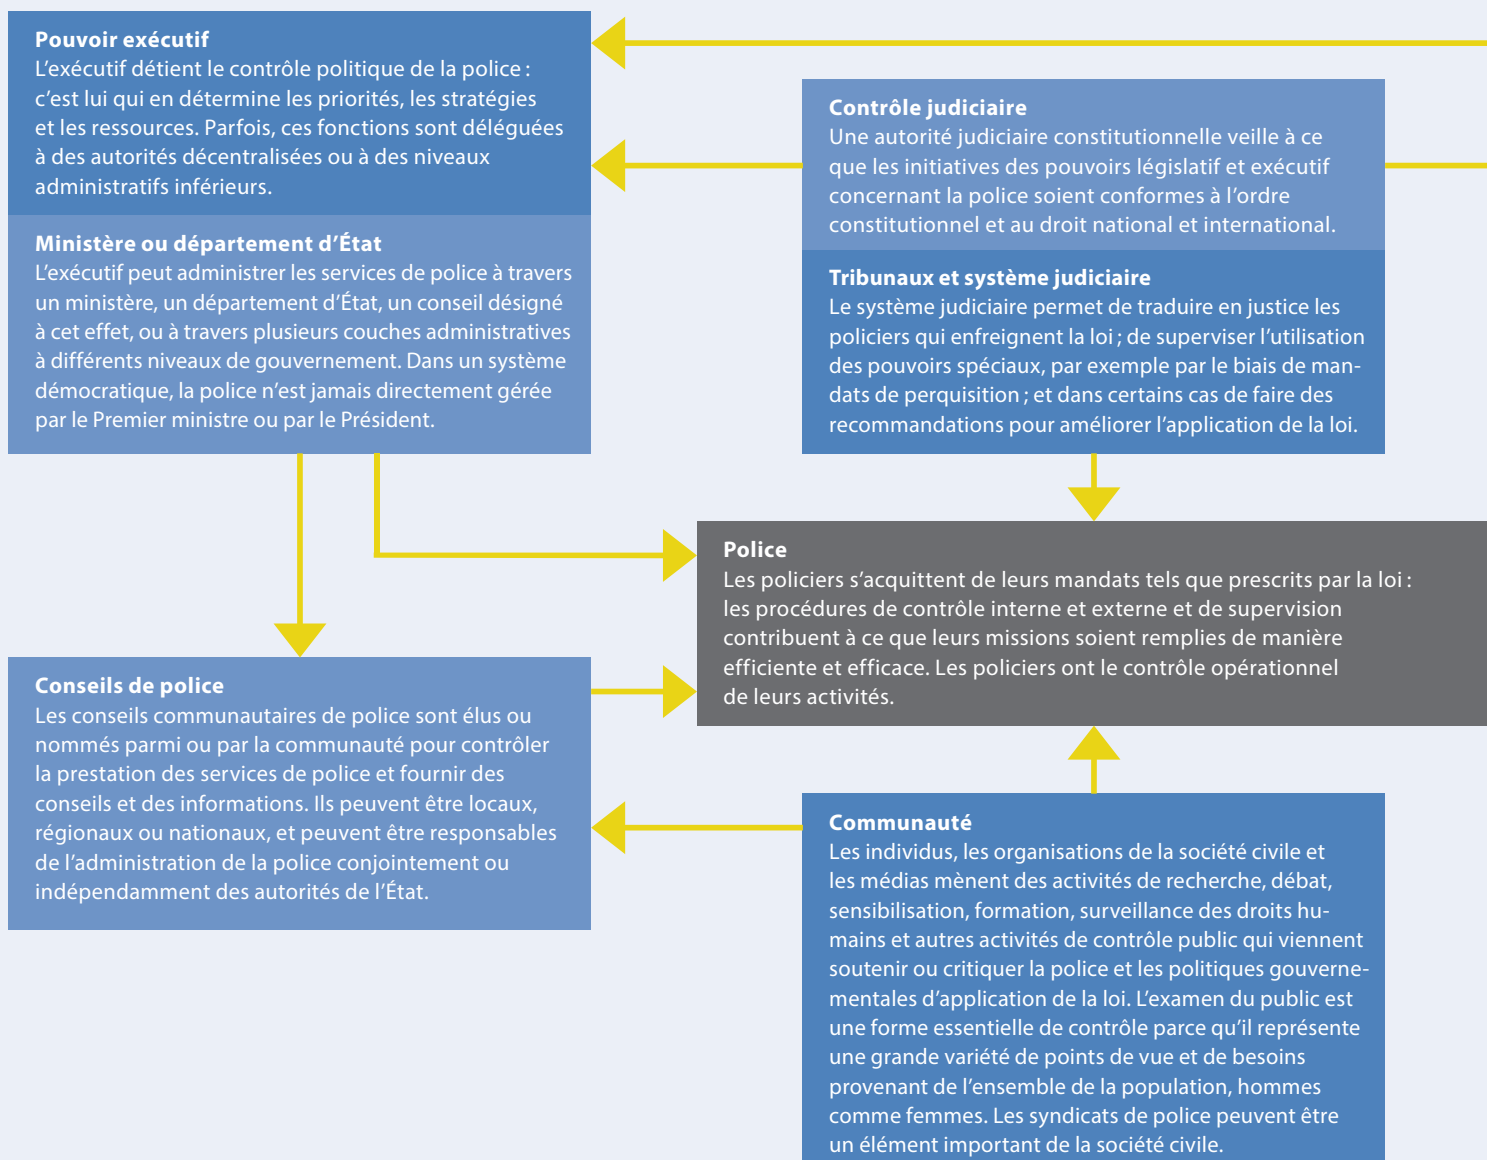 Pouvoir exécutif
L’exécutif détient le contrôle politique de la police :
c’est lui qui en détermine les priorités, les stratégies
et les ressources. Parfois, ces fonctions sont déléguées
à des autorités décentralisées ou à des niveaux
administratifs inférieurs.
Ministère ou département d’État
L’exécutif peut administrer les services de police à travers
un ministère, un département d’État, un conseil désigné
à cet effet, ou à travers plusieurs couches administratives
à différents niveaux de gouvernement. Dans un système
démocratique, la police n’est jamais directement gérée
par le Premier ministre ou par le Président.
Contrôle judiciaire
Une autorité judiciaire constitutionnelle veille à ce
que les initiatives des pouvoirs législatif et exécutif
concernant la police soient conformes à l’ordre
constitutionnel et au droit national et international.
Tribunaux et système judiciaire
Le système judiciaire permet de traduire en justice les
policiers qui enfreignent la loi ; de superviser l’utilisation
des pouvoirs spéciaux, par exemple par le biais de man-
dats de perquisition ; et dans certains cas de faire des
recommandations pour améliorer l’application de la loi.
Police
Les policiers s’acquittent de leurs mandats tels que prescrits par la loi :
les procédures de contrôle interne et externe et de supervision
contribuent à ce que leurs missions soient remplies de manière
efficiente et efficace. Les policiers ont le contrôle opérationnel
de leurs activités.
Conseils de police
Les conseils communautaires de police sont élus ou
nommés parmi ou par la communauté pour contrôler
la prestation des services de police et fournir des
conseils et des informations. Ils peuvent être locaux,
régionaux ou nationaux, et peuvent être responsables
de l’administration de la police conjointement ou
indépendamment des autorités de l’État.
Communauté
Les individus, les organisations de la société civile et
les médias mènent des activités de recherche, débat,
sensibilisation, formation, surveillance des droits hu-
mains et autres activités de contrôle public qui viennent
soutenir ou critiquer la police et les politiques gouverne-
mentales d’application de la loi. L’examen du public est
une forme essentielle de contrôle parce qu’il représente
une grande variété de points de vue et de besoins
provenant de l’ensemble de la population, hommes
comme femmes. Les syndicats de police peuvent être
un élément important de la société civile.